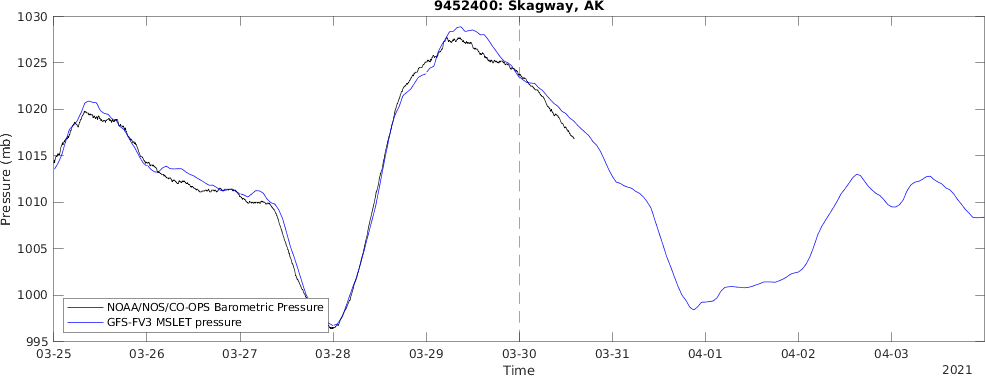 9452400: Skagway, AK
Pressure (mb)
1030
1025
1020
1015
1010
1005
1000
995
NOAA/NOS/CO-OPS Barometric Pressure
GFS-FV3 MSLET pressure
03-25 03-26 03-27 03-28 03-29 03-30 03-31 04-01 04-02 04-03
Time
2021